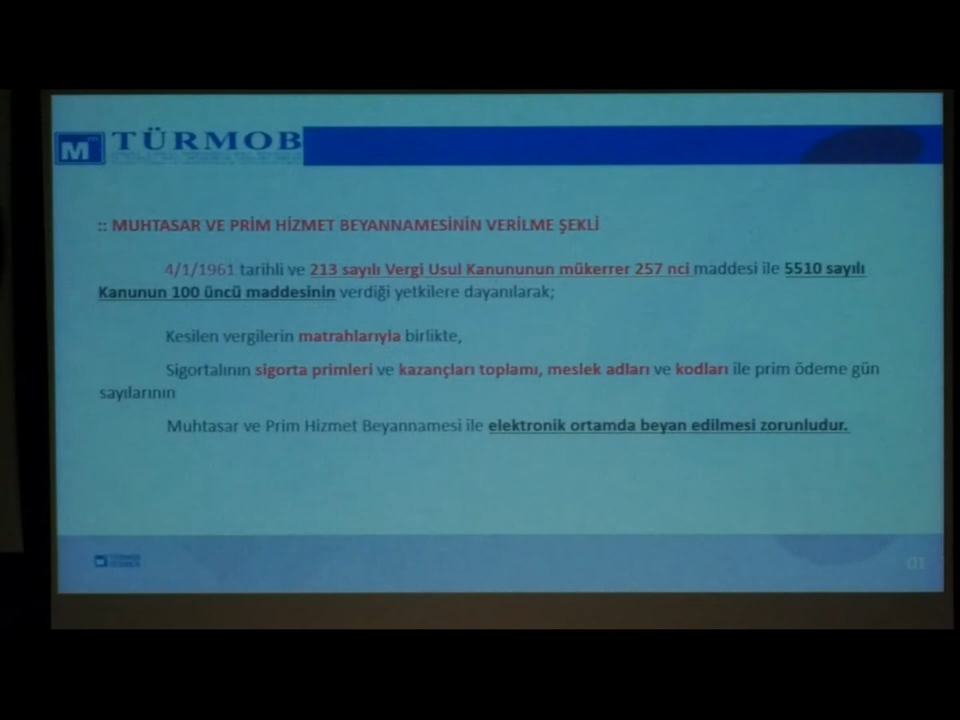 TÜRMOB
:: MUHTASAR VE PRİM HİZMET BEYANNAMESİNİN VERİLME ŞEKLİ
4/1/1961 tarihli ve 213 sayılı Vergi Usul Kanununun mükerrer 257 nci maddesi ile 5510 sayılı
Kanunun 100 üncü maddesinin verdiği yetkilere dayanılarak;
Kesilen vergilerin matrahlarıyla birlikte,
Sigortalının sigorta primleri ve kazançları toplamı, meslek adları ve kodları ile prim ödeme gün
sayılarının
Muhtasar ve Prim Hizmet Beyannamesi ile elektronik ortamda beyan edilmesi zorunludur.